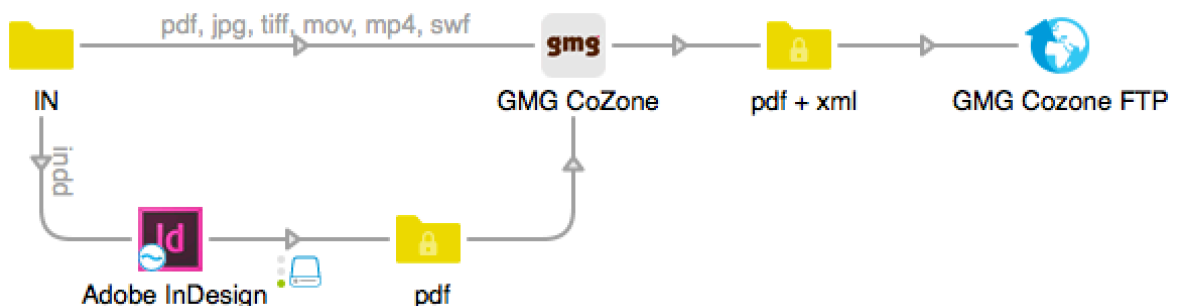 pdf, jpg, tiff, mov, mp4, swf
gmg
IN
GMG CoZone
pdf + xml
GMG Cozone FTP
indd
Id
Adobe InDesign
pdf